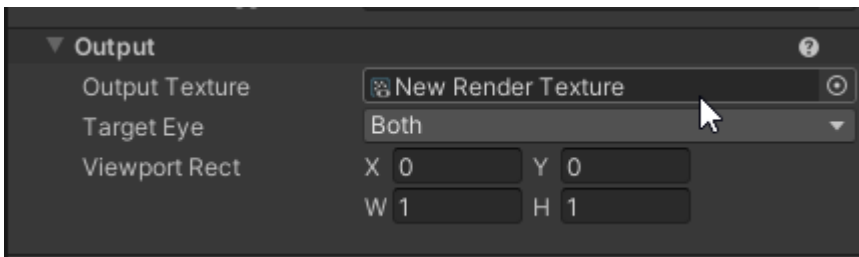 Output
Output Texture New Render Texture
Target Eye Both
Viewport Rect X 0 Y 0
W 1 H 1